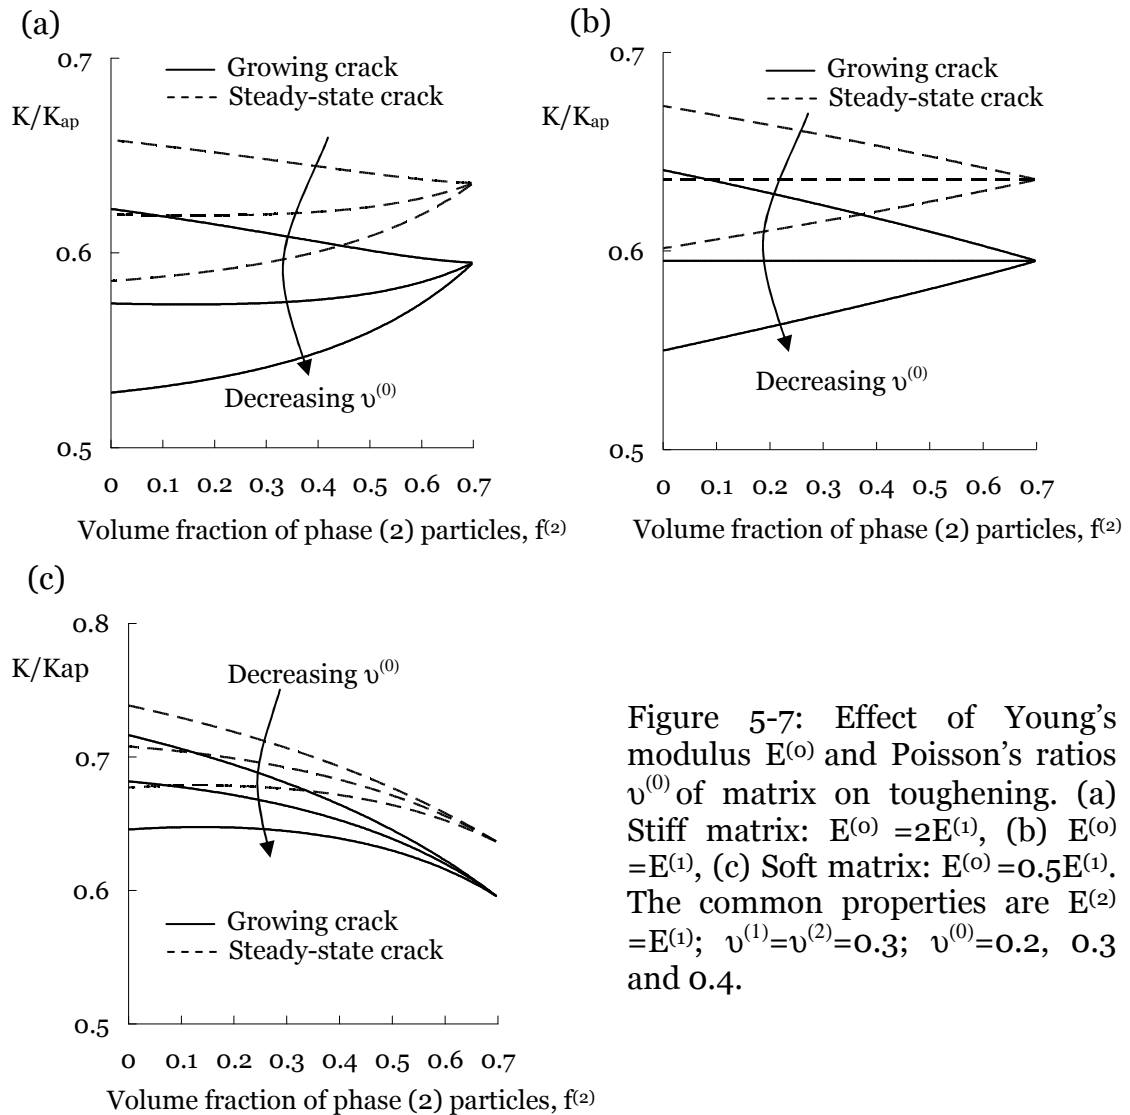 (a)
0.7
Growing crack
Steady-state crack
K/Kap
0.6
Decreasing υ(0)
0.5
0 0.1 0.2 0.3 0.4 0.5 0.6 0.7
Volume fraction of phase (2) particles, f(2)
(b)
0.7
Growing crack
Steady-state crack
K/Kap
0.6
Decreasing υ(0)
0.5
0 0.1 0.2 0.3 0.4 0.5 0.6 0.7
Volume fraction of phase (2) particles, f(2)
(c)
0.8
K/Kap
Decreasing υ(0)
0.7
0.6
Growing crack
Steady-state crack
0.5
0 0.1 0.2 0.3 0.4 0.5 0.6 0.7
Volume fraction of phase (2) particles, f(2)
Figure 5-7: Effect of Young’s
modulus E(0) and Poisson’s ratios
υ(0) of matrix on toughening. (a)
Stiff matrix: E(0) =2E(1), (b) E(0)
=E(1), (c) Soft matrix: E(0) =0.5E(1).
The common properties are E(2)
=E(1); υ(1)=υ(2)=0.3; υ(0)=0.2, 0.3
and 0.4.